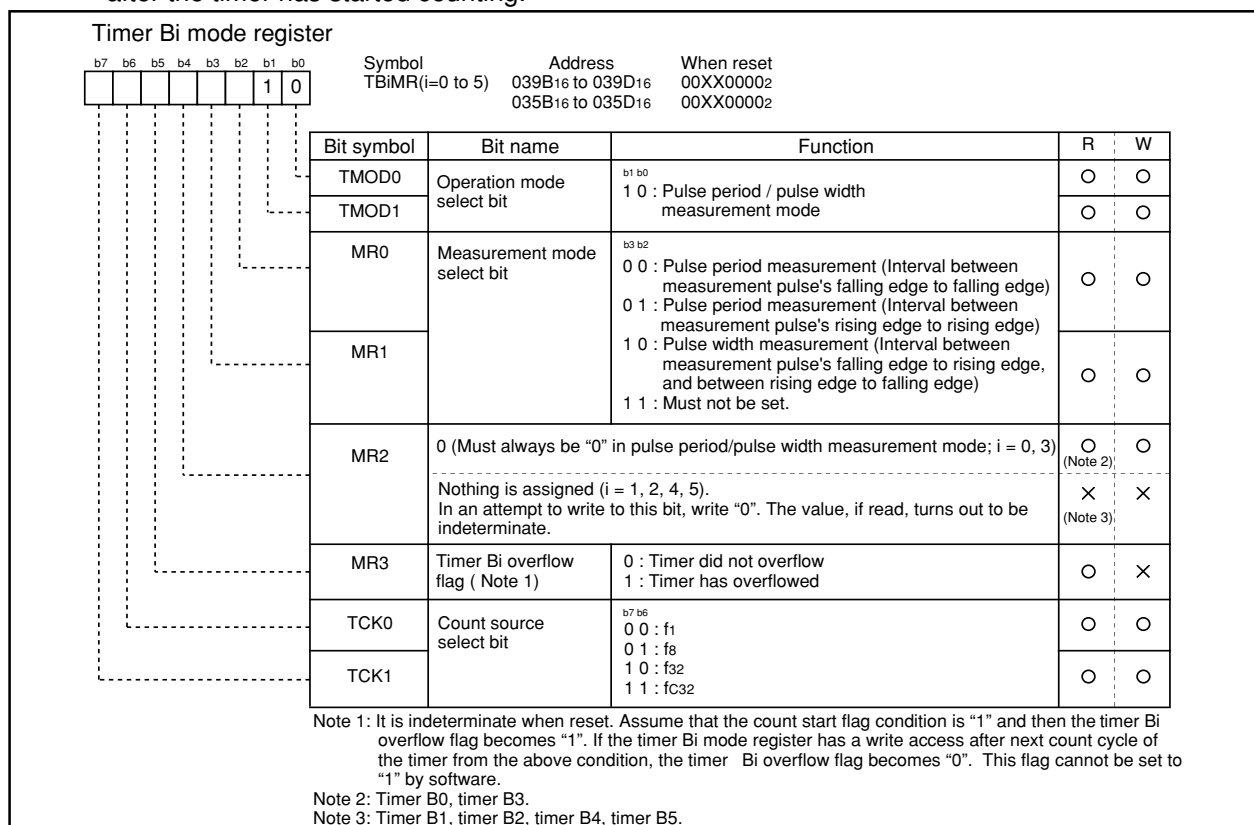 after the timer has started counting.
Timer Bi mode register
b7 b6 b5 b4 b3 b2 b1 b0
1 0
Symbol Address When reset
TBiMR(i=0 to 5) 039B16 to 039D16 00XX00002
035B16 to 035D16 00XX00002
Bit symbol Bit name Function R W
TMOD0 Operation mode select bit b1 b0
1 0 : Pulse period / pulse width
measurement mode
TMOD1
MR0 Measurement mode
select bit
b3 b2
0 0 : Pulse period measurement (Interval between
measurement pulse's falling edge to falling edge)
0 1 : Pulse period measurement (Interval between
measurement pulse's rising edge to rising edge)
MR1
1 0 : Pulse width measurement (Interval between
measurement pulse's falling edge to rising edge,
and between rising edge to falling edge)
1 1 : Must not be set.
MR2 0 (Must always be “0” in pulse period/pulse width measurement mode; i = 0, 3)
(Note 2)
Nothing is assigned (i = 1, 2, 4, 5).
In an attempt to write to this bit, write “0”. The value, if read, turns out to be
indeterminate.
(Note 3)
MR3 Timer Bi overflow
flag ( Note 1)
0 : Timer did not overflow
1 : Timer has overflowed
TCK0 Count source
select bit
b7 b6
0 0 : f1
0 1 : f8
TCK1
1 0 : f32
1 1 : fC32
Note 1: It is indeterminate when reset. Assume that the count start flag condition is “1” and then the timer Bi
overflow flag becomes “1”. If the timer Bi mode register has a write access after next count cycle of
the timer from the above condition, the timer Bi overflow flag becomes “0”. This flag cannot be set to
“1” by software.
Note 2: Timer B0, timer B3.
Note 3: Timer B1, timer B2, timer B4, timer B5.